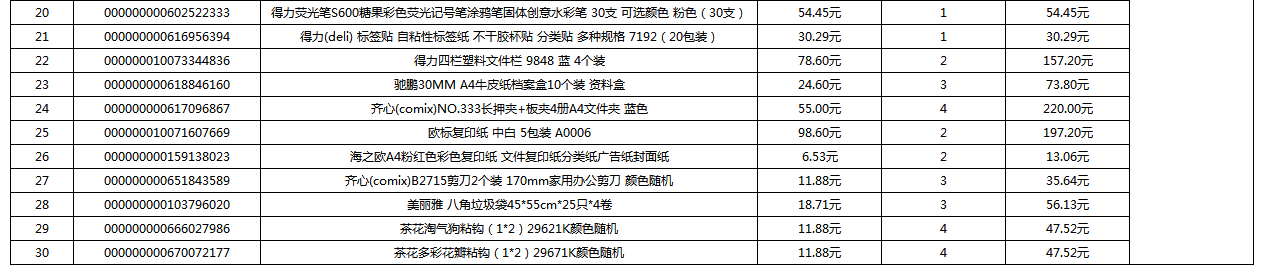 20 000000000602522333 得力荧光笔S600糖果彩色荧光记号笔涂鸦笔固体创意水彩笔 30支 可选颜色 粉色（30支） 54.45元 1 54.45元
21 000000000616956394 得力(deli) 标签贴 自粘性标签纸 不干胶杯贴 分类贴 多种规格 7192（20包装） 30.29元 1 30.29元
22 000000010073344836 得力四栏塑料文件栏 9848 蓝 4个装 78.60元 2 157.20元
23 000000000618846160 驰鹏30MM A4牛皮纸档案盒10个装 资料盒 24.60元 3 73.80元
24 000000000617096867 齐心(comix)NO.333长押夹+板夹4册A4文件夹 蓝色 55.00元 4 220.00元
25 000000010071607669 欧标复印纸 中白 5包装 A0006 98.60元 2 197.20元
26 000000000159138023 海之欧A4粉红色彩色复印纸 文件复印纸分类纸广告纸封面纸 6.53元 2 13.06元
27 000000000651843589 齐心(comix)B2715剪刀2个装 170mm家用办公剪刀 颜色随机 11.88元 3 35.64元
28 000000000103796020 美丽雅 八角垃圾袋45*55cm*25只*4卷 18.71元 3 56.13元
29 000000000666027986 茶花淘气狗粘钩（1*2）29621K颜色随机 11.88元 4 47.52元
30 000000000670072177 茶花多彩花瓣粘钩（1*2）29671K颜色随机 11.88元 4 47.52元